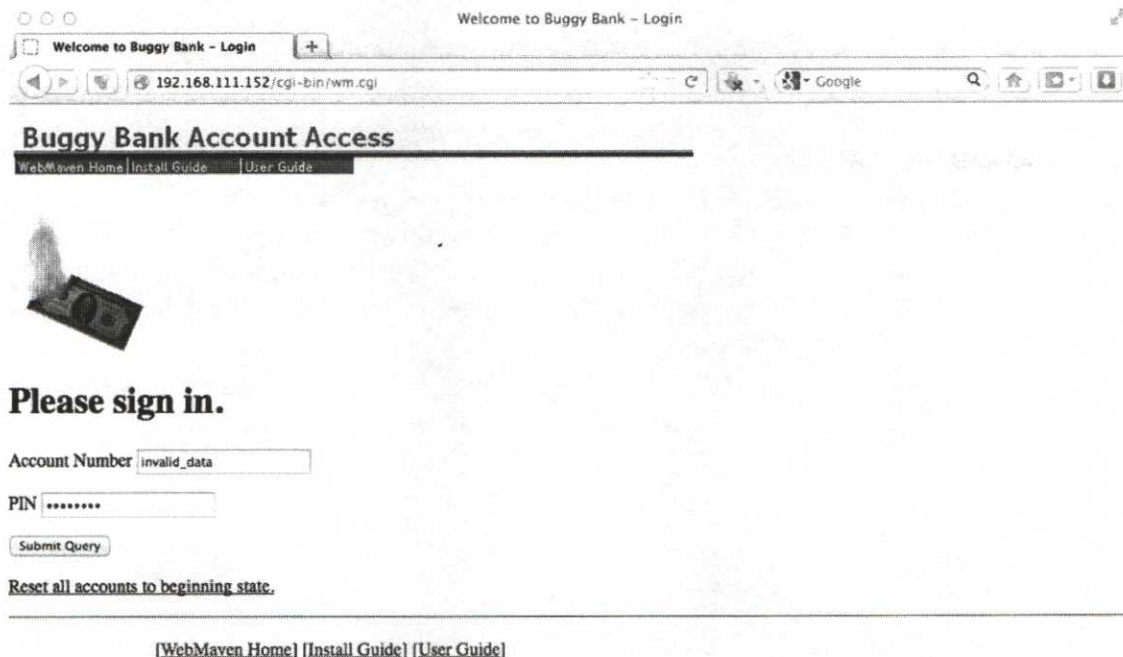 Welcome to Buggy Bank – Login
Welcome to Buggy Bank – Login +
192.168.111.152/cgi-bin/wm.cgi Google
Buggy Bank Account Access
WebMaven Home Install Guide User Guide
Please sign in.
Account Number invalid_data
PIN ••••••••
Submit Query
Reset all accounts to beginning state.
[WebMaven Home] [Install Guide] [User Guide]